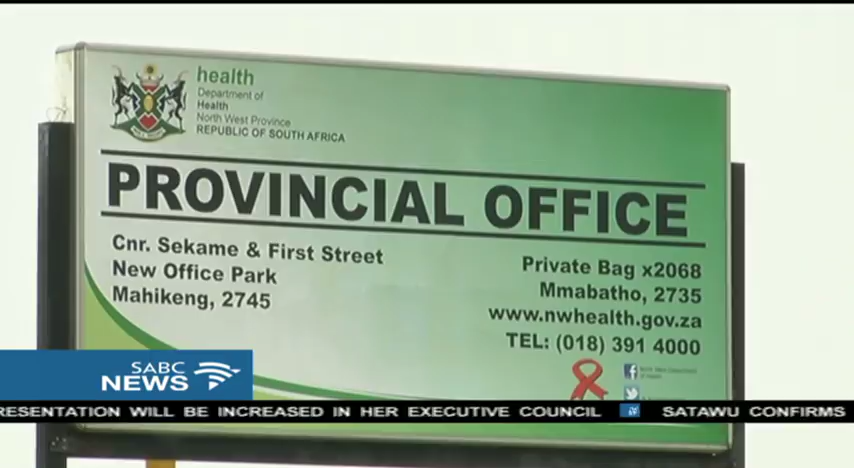 health
Department of
Health
North West Province
REPUBLIC OF SOUTH AFRICA
PROVINCIAL OFFICE
Cnr. Sekame & First Street
New Office Park
Mahikeng, 2745
Private Bag x2068
Mmabatho, 2735
www.nwhealth.gov.za
TEL: (018) 391 4000
SABC
NEWS
RESENTATION WILL BE INCREASED IN HER EXECUTIVE COUNCIL SATAWU CONFIRMS